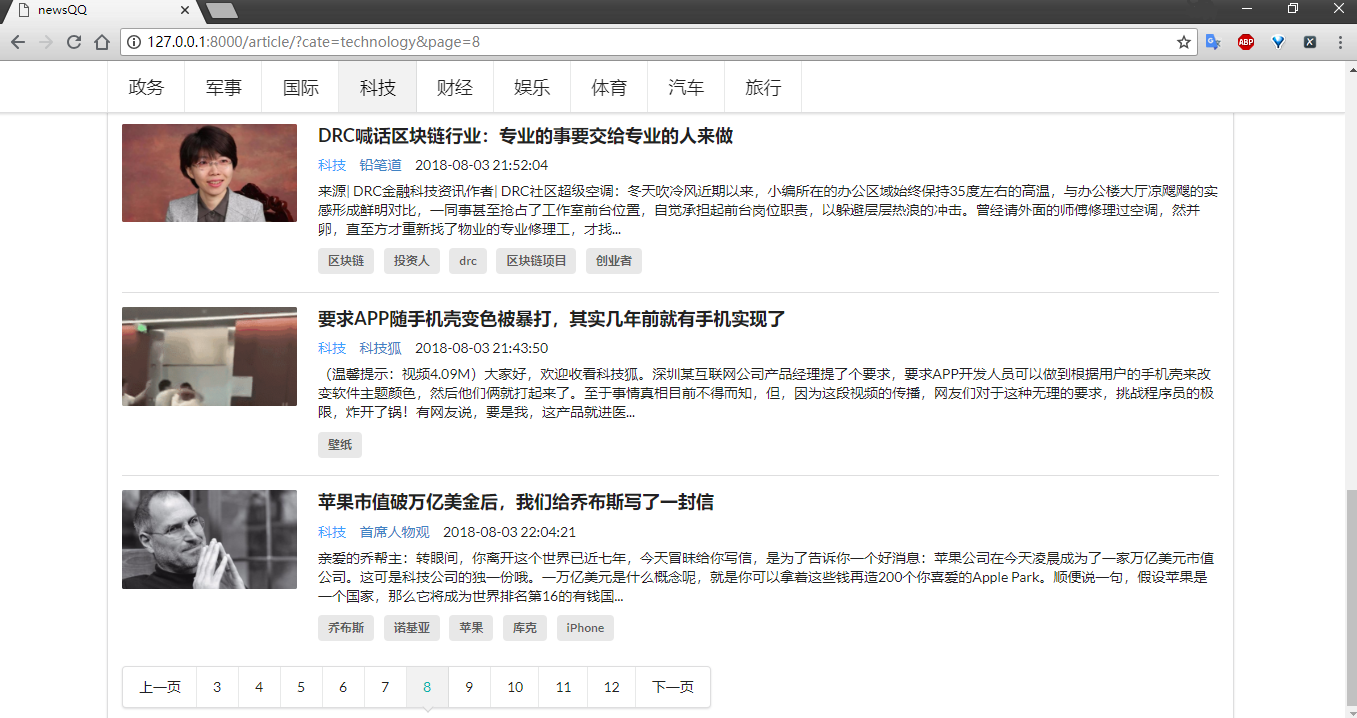 newsQQ
127.0.0.1:8000/article/?cate=technology&page=8
ABP
X
政务 军事 国际 科技 财经 娱乐 体育 汽车 旅行
DRC喊话区块链行业：专业的事要交给专业的人来做
科技 铅笔道 2018-08-03 21:52:04
来源| DRC金融科技资讯作者| DRC社区超级空调：冬天吹冷风近期以来，小编所在的办公区域始终保持35度左右的高温，与办公楼大厅凉飕飕的实
感形成鲜明对比，一同事甚至抢占了工作室前台位置，自觉承担起前台岗位职责，以躲避层层热浪的冲击。曾经请外面的师傅修理过空调，然并
卵，直至方才重新找了物业的专业修理工，才找...
区块链 投资人 drc 区块链项目 创业者
要求APP随手机壳变色被暴打，其实几年前就有手机实现了
科技 科技狐 2018-08-03 21:43:50
（温馨提示：视频4.09M）大家好，欢迎收看科技狐。深圳某互联网公司产品经理提了个要求，要求APP开发人员可以做到根据用户的手机壳来改
变软件主题颜色，然后他们俩就打起来了。至于事情真相目前不得而知，但，因为这段视频的传播，网友们对于这种无理的要求，挑战程序员的极
限，炸开了锅！有网友说，要是我，这产品就进医...
壁纸
苹果市值破万亿美金后，我们给乔布斯写了一封信
科技 首席人物观 2018-08-03 22:04:21
亲爱的乔帮主：转眼间，你离开这个世界已近七年，今天冒昧给你写信，是为了告诉你一个好消息：苹果公司在今天凌晨成为了一家万亿美元市值
公司。这可是科技公司的独一份哦。一万亿美元是什么概念呢，就是你可以拿着这些钱再造200个你喜爱的Apple Park。顺便说一句，假设苹果是
一个国家，那么它将成为世界排名第16的有钱国...
乔布斯 诺基亚 苹果 库克 iPhone
上一页 3 4 5 6 7 8 9 10 11 12 下一页